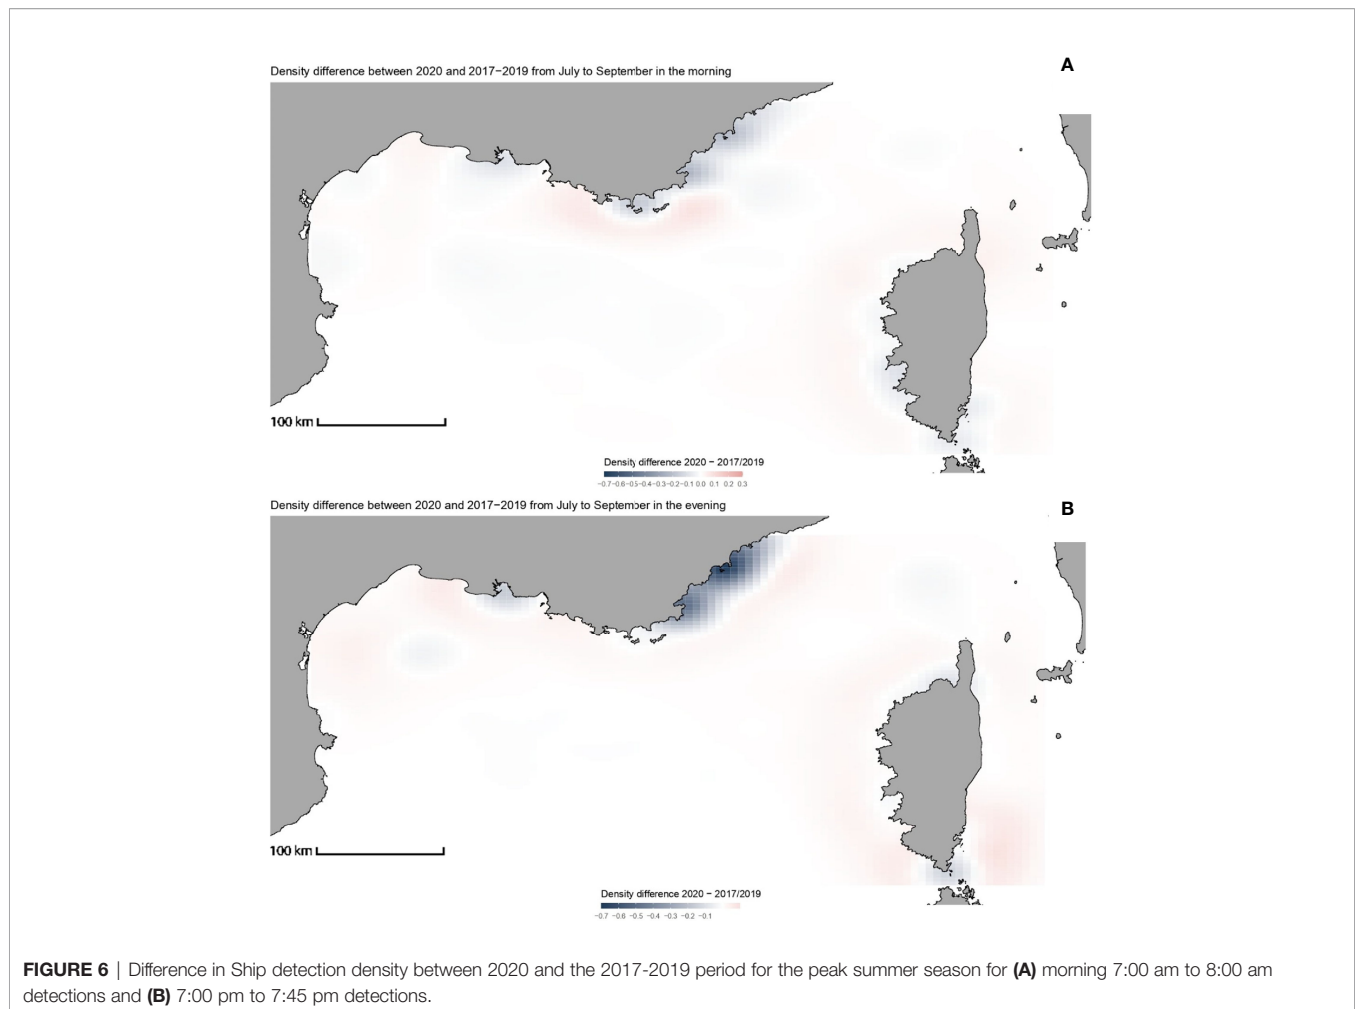 A
Density difference between 2020 and 2017−2019 from July to September in the morning
100 km
Density difference 2020 − 2017/2019
−0.7−0.6−0.5−0.4−0.3−0.2−0.1 0.0 0.1 0.2 0.3
Density difference between 2020 and 2017−2019 from July to September in the evening
B
100 km
Density difference 2020 − 2017/2019
−0.7 −0.6 −0.5 −0.4 −0.3 −0.2 −0.1
FIGURE 6 | Difference in Ship detection density between 2020 and the 2017-2019 period for the peak summer season for (A) morning 7:00 am to 8:00 am
detections and (B) 7:00 pm to 7:45 pm detections.